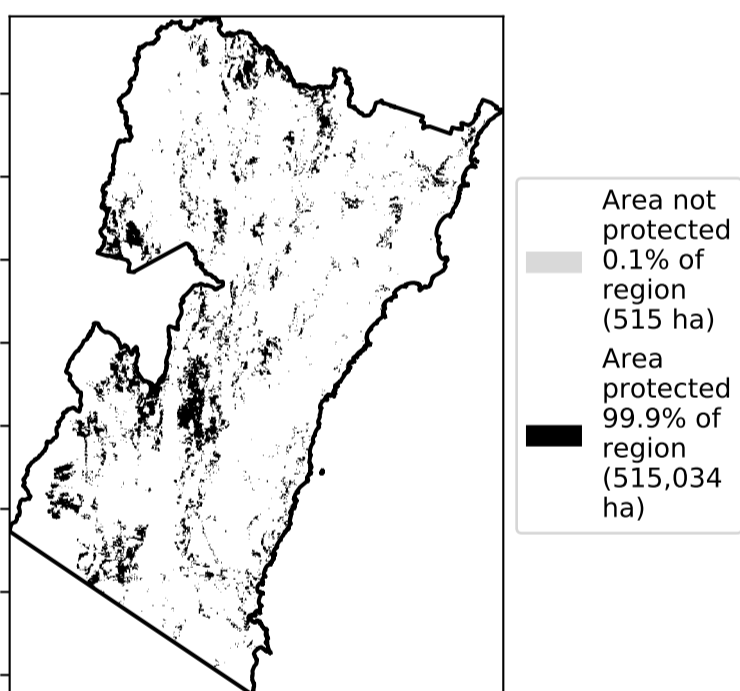 Area not
protected
0.1% of
region
(515 ha)
Area
protected
99.9% of
region
(515,034
ha)